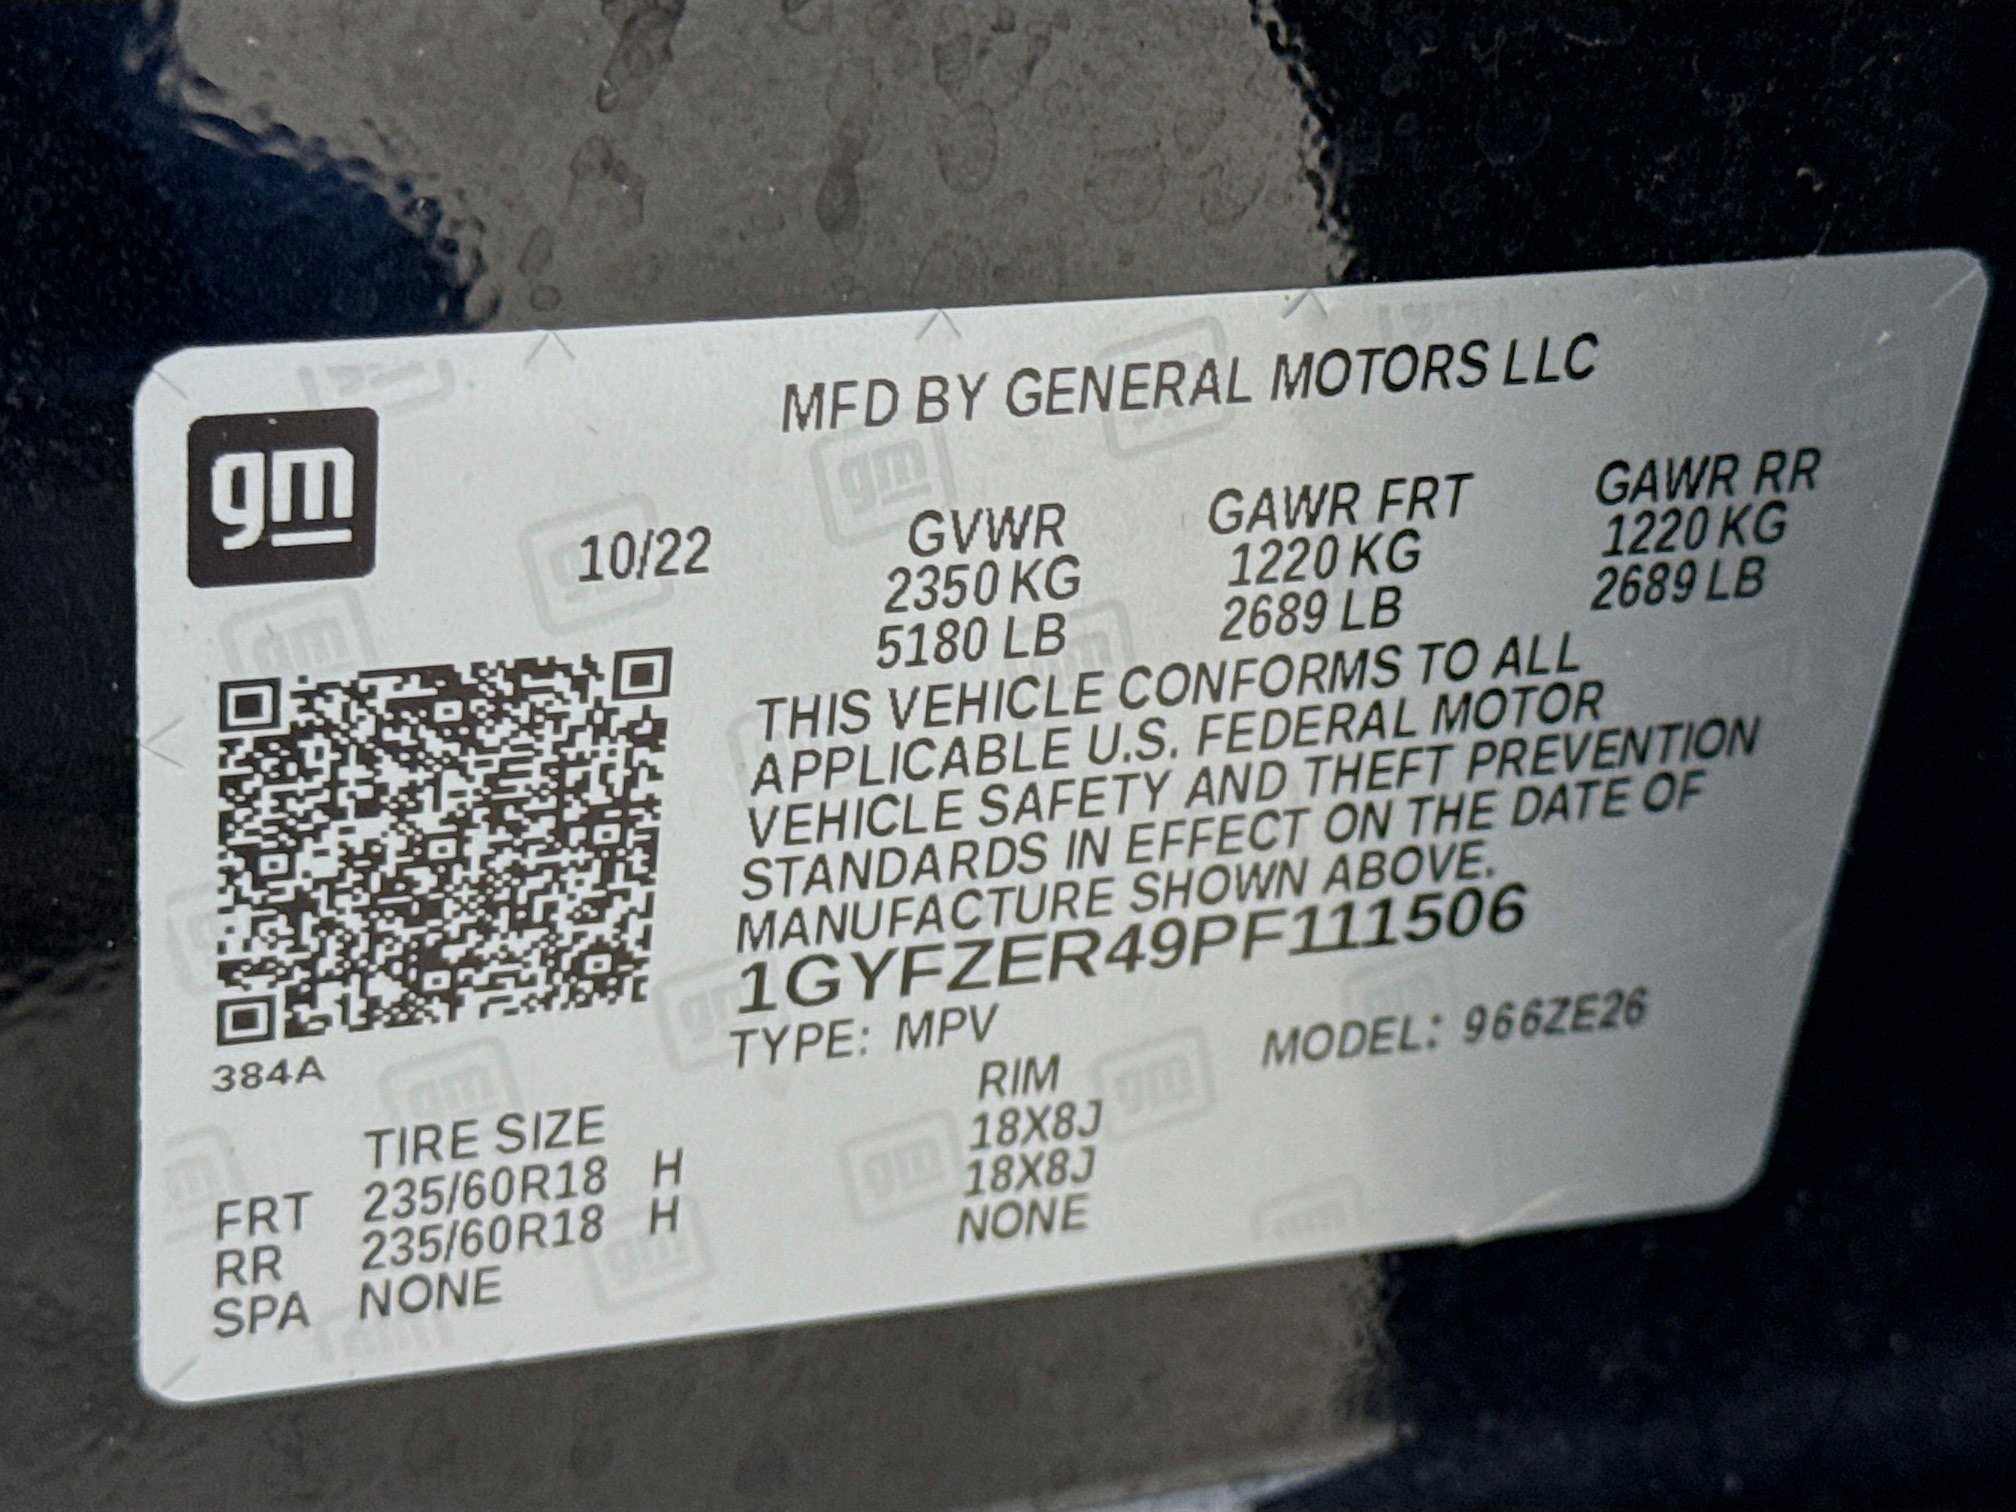 MFD BY GENERAL MOTORS LLC
gm
10/22
GVWR GAWR FRT GAWR RR
2350 KG 1220 KG 1220 KG
5180 LB 2689 LB 2689 LB
THIS VEHICLE CONFORMS TO ALL
APPLICABLE U.S. FEDERAL MOTOR
VEHICLE SAFETY AND THEFT PREVENTION
STANDARDS IN EFFECT ON THE DATE OF
MANUFACTURE SHOWN ABOVE.
1GYFZER49PF111506
TYPE: MPV MODEL: 966ZE26
384A
TIRE SIZE RIM
FRT 235/60R18 H 18X8J
RR 235/60R18 H 18X8J
SPA NONE NONE